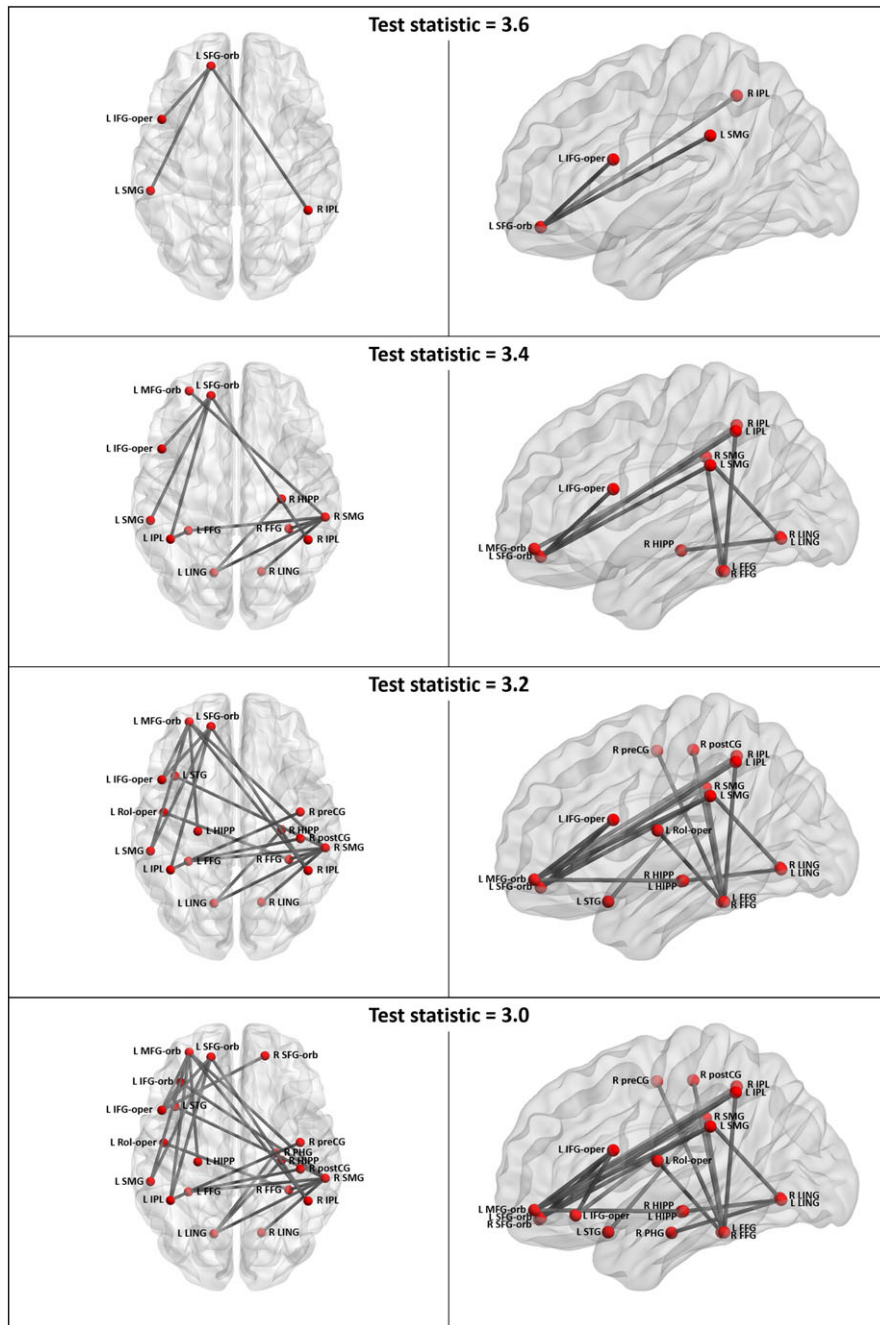 Test statistic = 3.6
L SFG-orb
L IFG-oper
L SMG
R IPL
R IPL
L SMG
L IFG-oper
L SFG-orb
Test statistic = 3.4
L MFG-orb
L SFG-orb
L IFG-oper
R HIPP
L SMG
R SMG
L FFG
R FFG
L IPL
R IPL
L LING
R LING
R IPL
L IPL
R SMG
L SMG
L IFG-oper
R LING
L LING
L MFG-orb
L SFG-orb
R HIPP
L FFG
R FFG
Test statistic = 3.2
L MFG-orb
L SFG-orb
L IFG-oper
L STG
L Rol-oper
R preCG
L HIPP
R HIPP
R postCG
L SMG
R SMG
L FFG
R FFG
L IPL
R IPL
L LING
R LING
R preCG
R postCG
R IPL
L IPL
R SMG
L SMG
L IFG-oper
L Rol-oper
R LING
L LING
L MFG-orb
L SFG-orb
R HIPP
L HIPP
L STG
L FFG
R FFG
Test statistic = 3.0
L MFG-orb
L SFG-orb
R SFG-orb
L IFG-orb
L IFG-oper
L STG
L Rol-oper
R preCG
R PHG
L HIPP
R HIPP
R postCG
L SMG
R SMG
L FFG
R FFG
L IPL
R IPL
L LING
R LING
R preCG
R postCG
R IPL
L IPL
R SMG
L SMG
L IFG-oper
L Rol-oper
R LING
L LING
L MFG-orb
L SFG-orb
R SFG-orb
L IFG-oper
R HIPP
L HIPP
L STG
R PHG
L FFG
R FFG